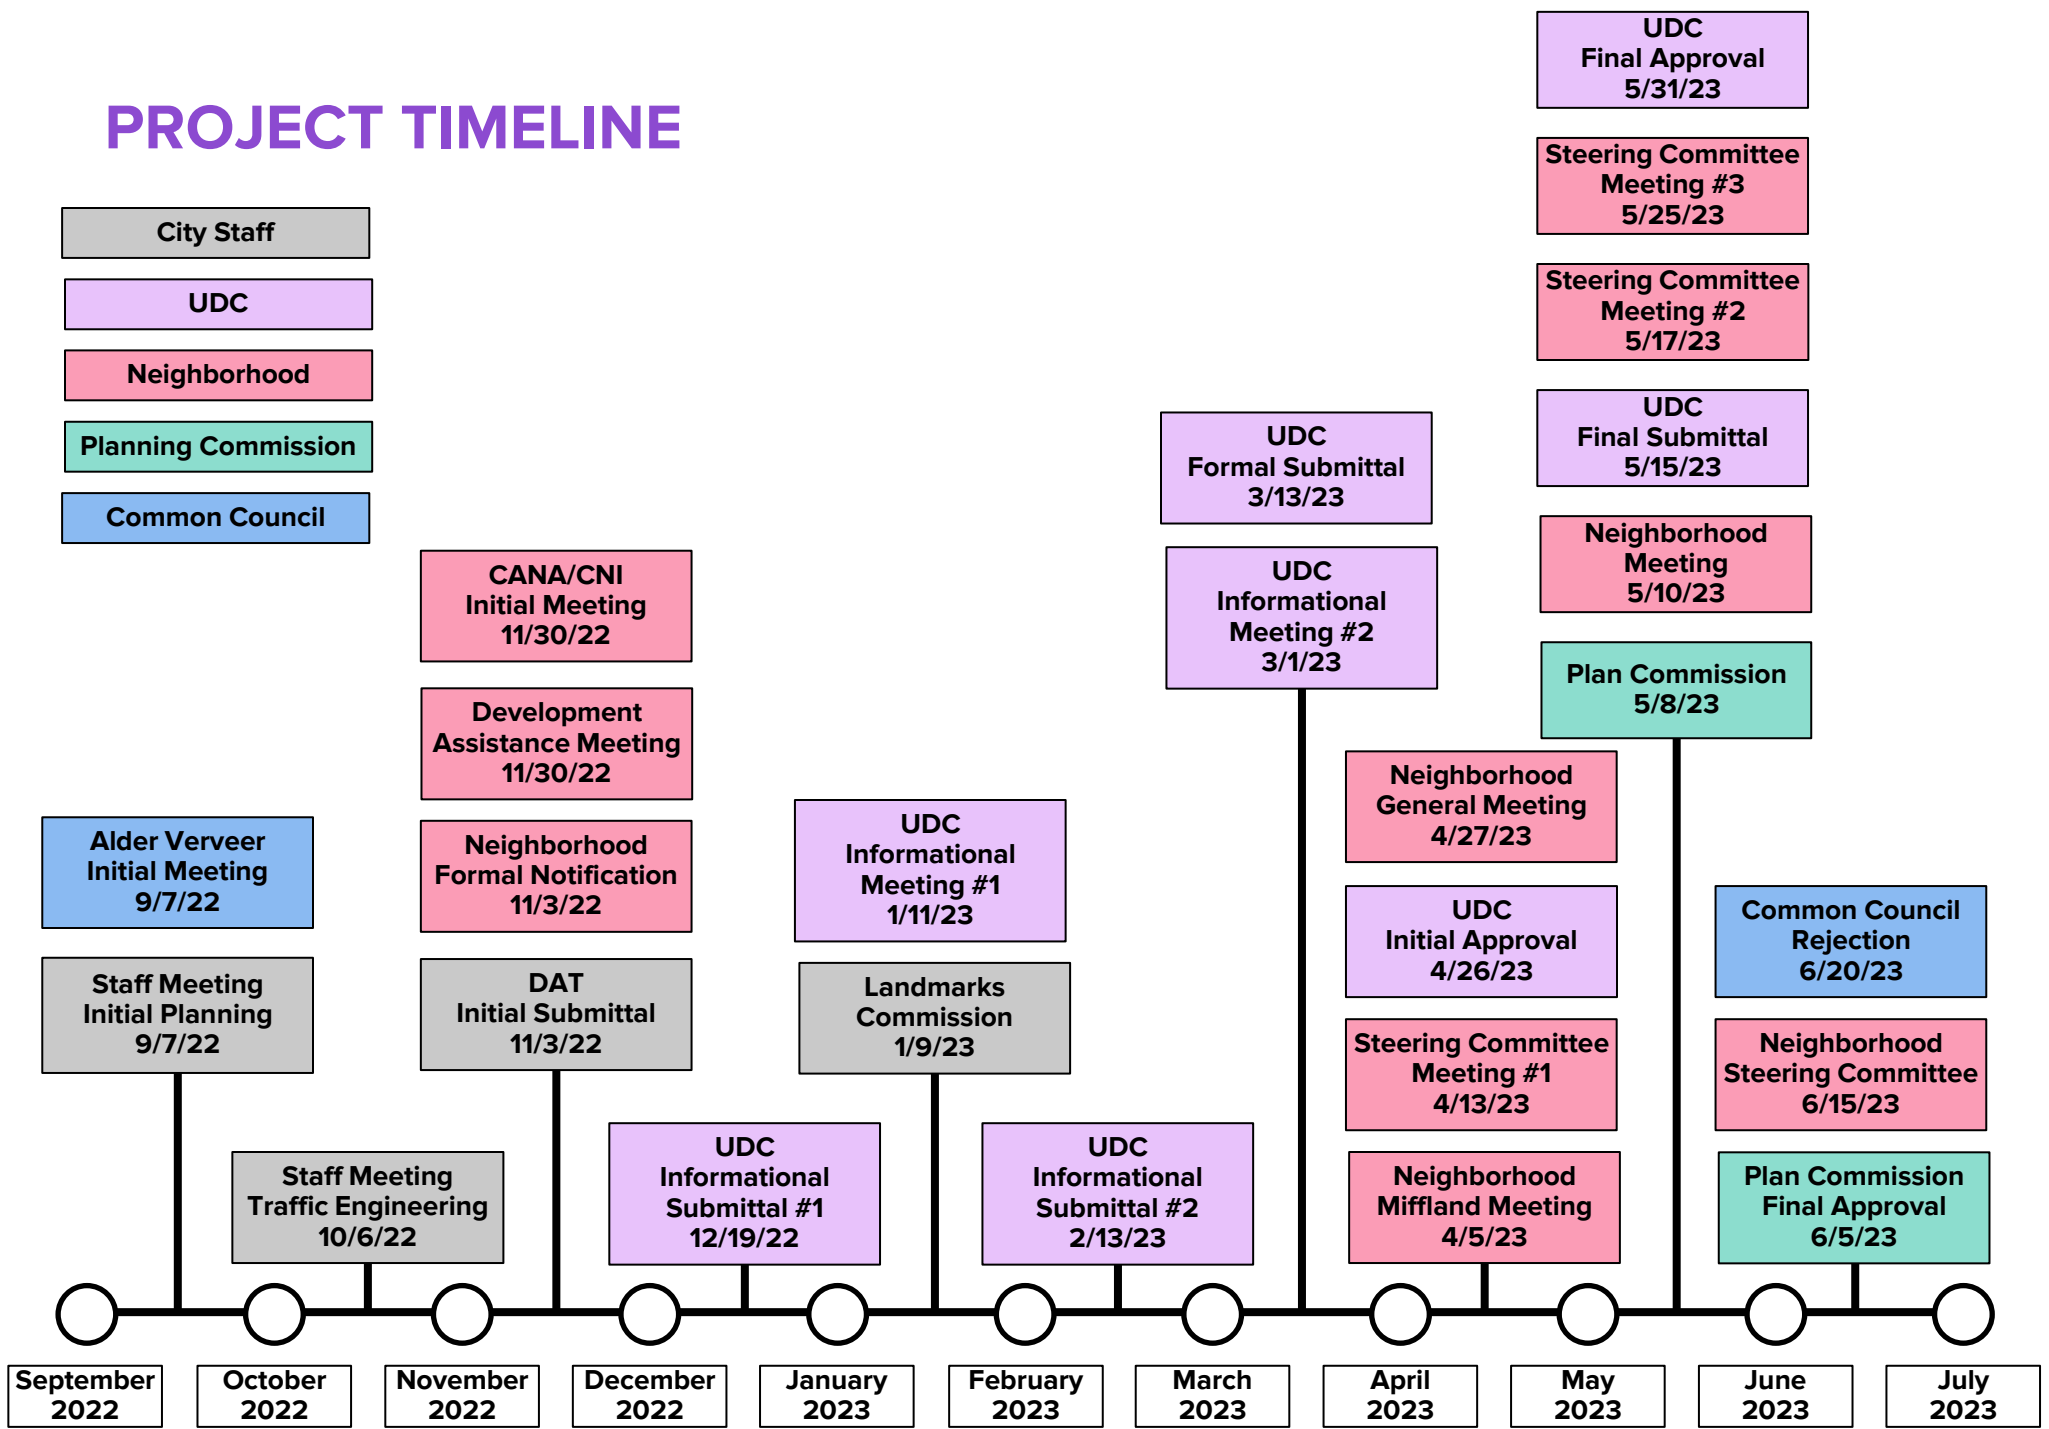 PROJECT TIMELINE
City Staff
UDC
Neighborhood
Planning Commission
Common Council
Alder Verveer
Initial Meeting
9/7/22
Staff Meeting
Initial Planning
9/7/22
Staff Meeting
Traffic Engineering
10/6/22
CANA/CNI
Initial Meeting
11/30/22
Development
Assistance Meeting
11/30/22
Neighborhood
Formal Notification
11/3/22
DAT
Initial Submittal
11/3/22
UDC
Informational
Submittal #1
12/19/22
UDC
Informational
Meeting #1
1/11/23
Landmarks
Commission
1/9/23
UDC
Informational
Submittal #2
2/13/23
UDC
Formal Submittal
3/13/23
UDC
Informational
Meeting #2
3/1/23
Neighborhood
General Meeting
4/27/23
UDC
Initial Approval
4/26/23
Steering Committee
Meeting #1
4/13/23
Neighborhood
Miffland Meeting
4/5/23
UDC
Final Approval
5/31/23
Steering Committee
Meeting #3
5/25/23
Steering Committee
Meeting #2
5/17/23
UDC
Final Submittal
5/15/23
Neighborhood
Meeting
5/10/23
Plan Commission
5/8/23
Common Council
Rejection
6/20/23
Neighborhood
Steering Committee
6/15/23
Plan Commission
Final Approval
6/5/23
September
2022
October
2022
November
2022
December
2022
January
2023
February
2023
March
2023
April
2023
May
2023
June
2023
July
2023